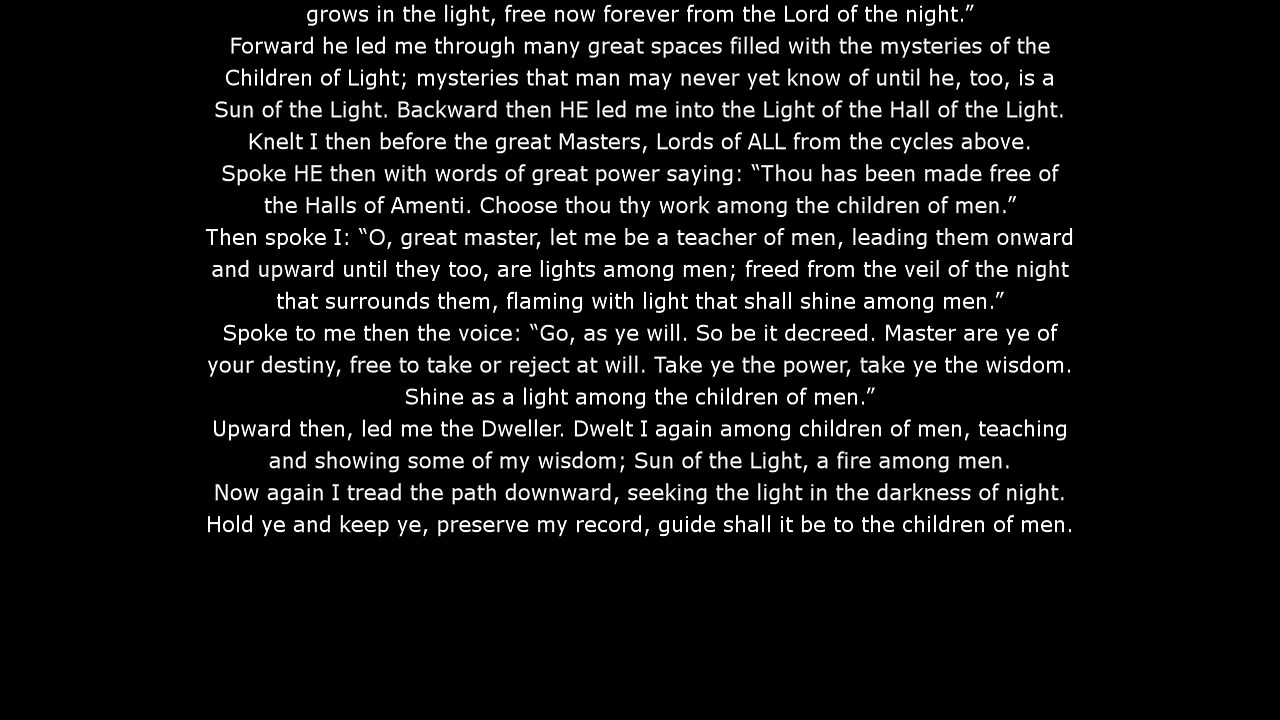 grows in the light, free now forever from the Lord of the night.”
Forward he led me through many great spaces filled with the mysteries of the
Children of Light; mysteries that man may never yet know of until he, too, is a
Sun of the Light. Backward then HE led me into the Light of the Hall of the Light.
Knelt I then before the great Masters, Lords of ALL from the cycles above.
Spoke HE then with words of great power saying: “Thou has been made free of
the Halls of Amenti. Choose thou thy work among the children of men.”
Then spoke I: “O, great master, let me be a teacher of men, leading them onward
and upward until they too, are lights among men; freed from the veil of the night
that surrounds them, flaming with light that shall shine among men.”
Spoke to me then the voice: “Go, as ye will. So be it decreed. Master are ye of
your destiny, free to take or reject at will. Take ye the power, take ye the wisdom.
Shine as a light among the children of men.”
Upward then, led me the Dweller. Dwelt I again among children of men, teaching
and showing some of my wisdom; Sun of the Light, a fire among men.
Now again I tread the path downward, seeking the light in the darkness of night.
Hold ye and keep ye, preserve my record, guide shall it be to the children of men.